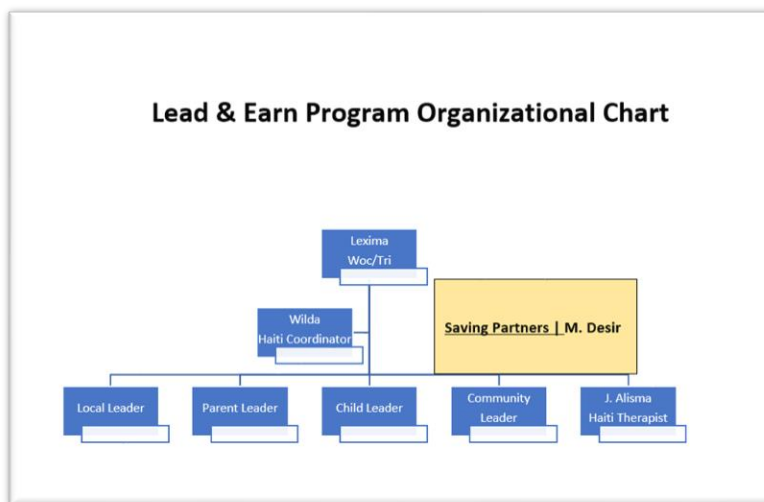 Lead & Earn Program Organizational Chart
Lexima
Woc/Tri
Wilda
Haiti Coordinator
Saving Partners | M. Desir
Local Leader
Parent Leader
Child Leader
Community
Leader
J. Alisma
Haiti Therapist